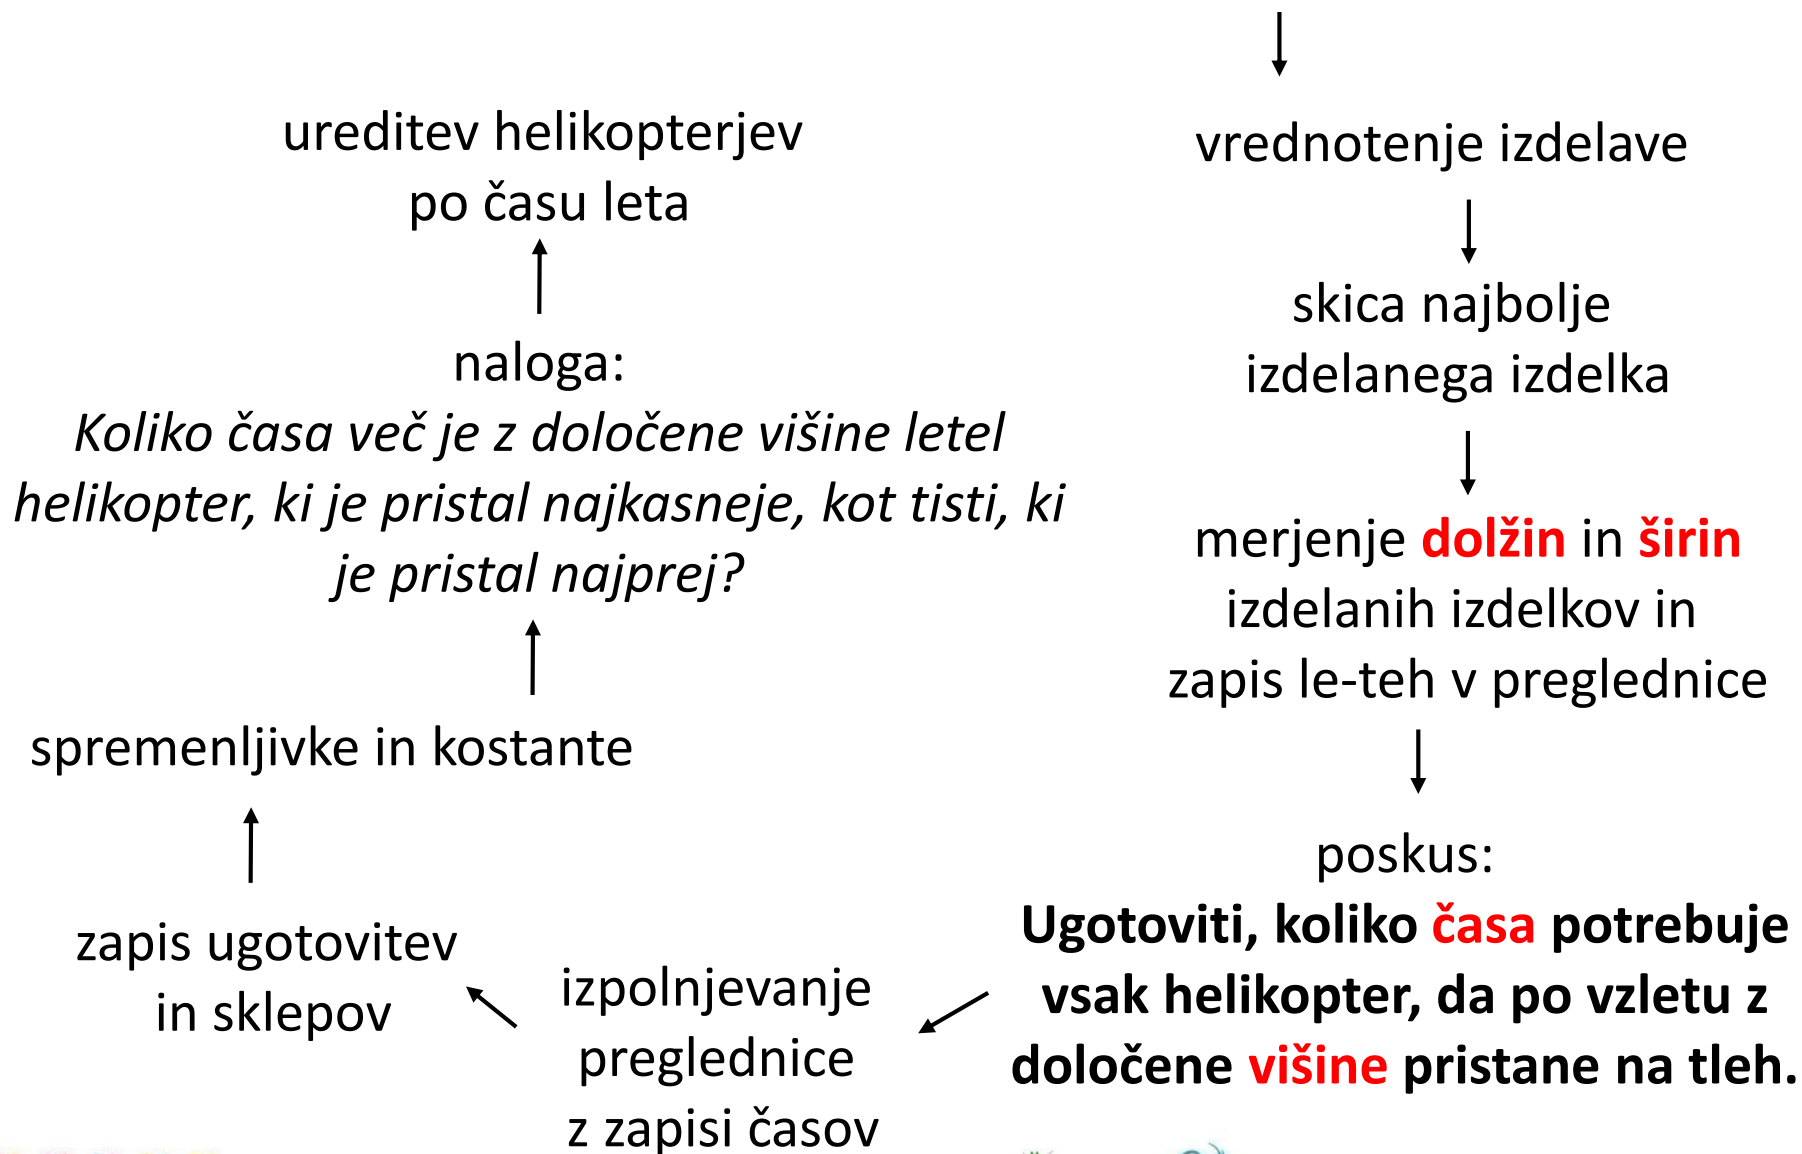 vrednotenje izdelave
skica najbolje
izdelanega izdelka
merjenje dolžin in širin
izdelanih izdelkov in
zapis le-teh v preglednice
poskus:
Ugotoviti, koliko časa potrebuje
vsak helikopter, da po vzletu z
določene višine pristane na tleh.
izpolnjevanje
preglednice
z zapisi časov
zapis ugotovitev
in sklepov
spremenljivke in kostante
naloga:
Koliko časa več je z določene višine letel
helikopter, ki je pristal najkasneje, kot tisti, ki
je pristal najprej?
ureditev helikopterjev
po času leta